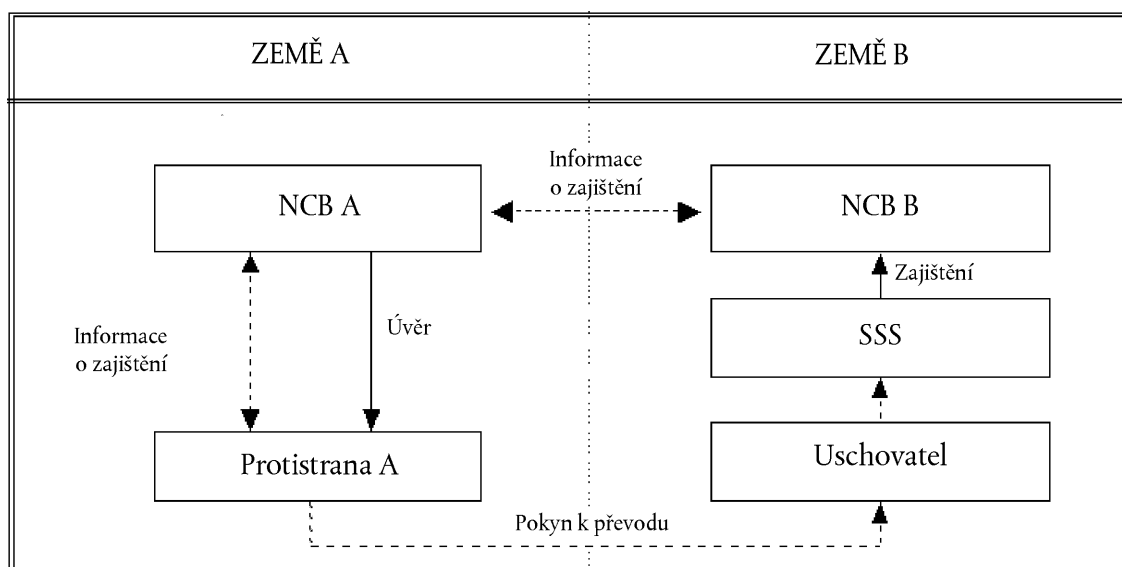 ZEMĚ A
ZEMĚ B
Informace
o zajištění
NCB A
NCB B
Zajištění
Úvěr
Informace
o zajištění
SSS
Protistrana A
Uschovatel
Pokyn k převodu